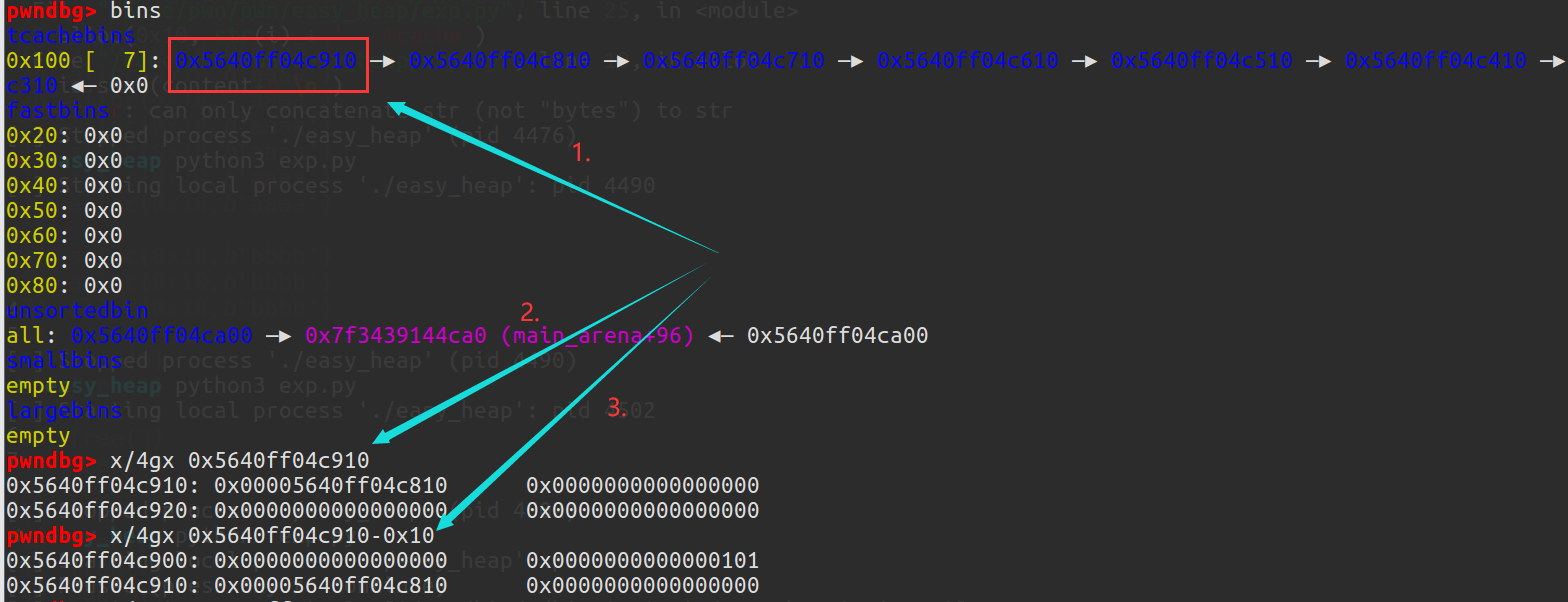 pwndbg> bins
tcachebins
0x100 [  7]: 0x5640ff04c910 —▸ 0x5640ff04c810 —▸ 0x5640ff04c710 —▸ 0x5640ff04c610 —▸ 0x5640ff04c510 —▸ 0x5640ff04c410 —▸
c310 ◂— 0x0
fastbins
0x20: 0x0
1.
0x30: 0x0
0x40: 0x0
0x50: 0x0
0x60: 0x0
0x70: 0x0
0x80: 0x0
unsortedbin
2.
all: 0x5640ff04ca00 —▸ 0x7f3439144ca0 (main_arena+96) ◂— 0x5640ff04ca00
smallbins
empty
largebins
3.
empty
pwndbg> x/4gx 0x5640ff04c910
0x5640ff04c910: 0x00005640ff04c810 0x0000000000000000
0x5640ff04c920: 0x0000000000000000 0x0000000000000000
pwndbg> x/4gx 0x5640ff04c910-0x10
0x5640ff04c900: 0x0000000000000000 0x0000000000000101
0x5640ff04c910: 0x00005640ff04c810 0x0000000000000000